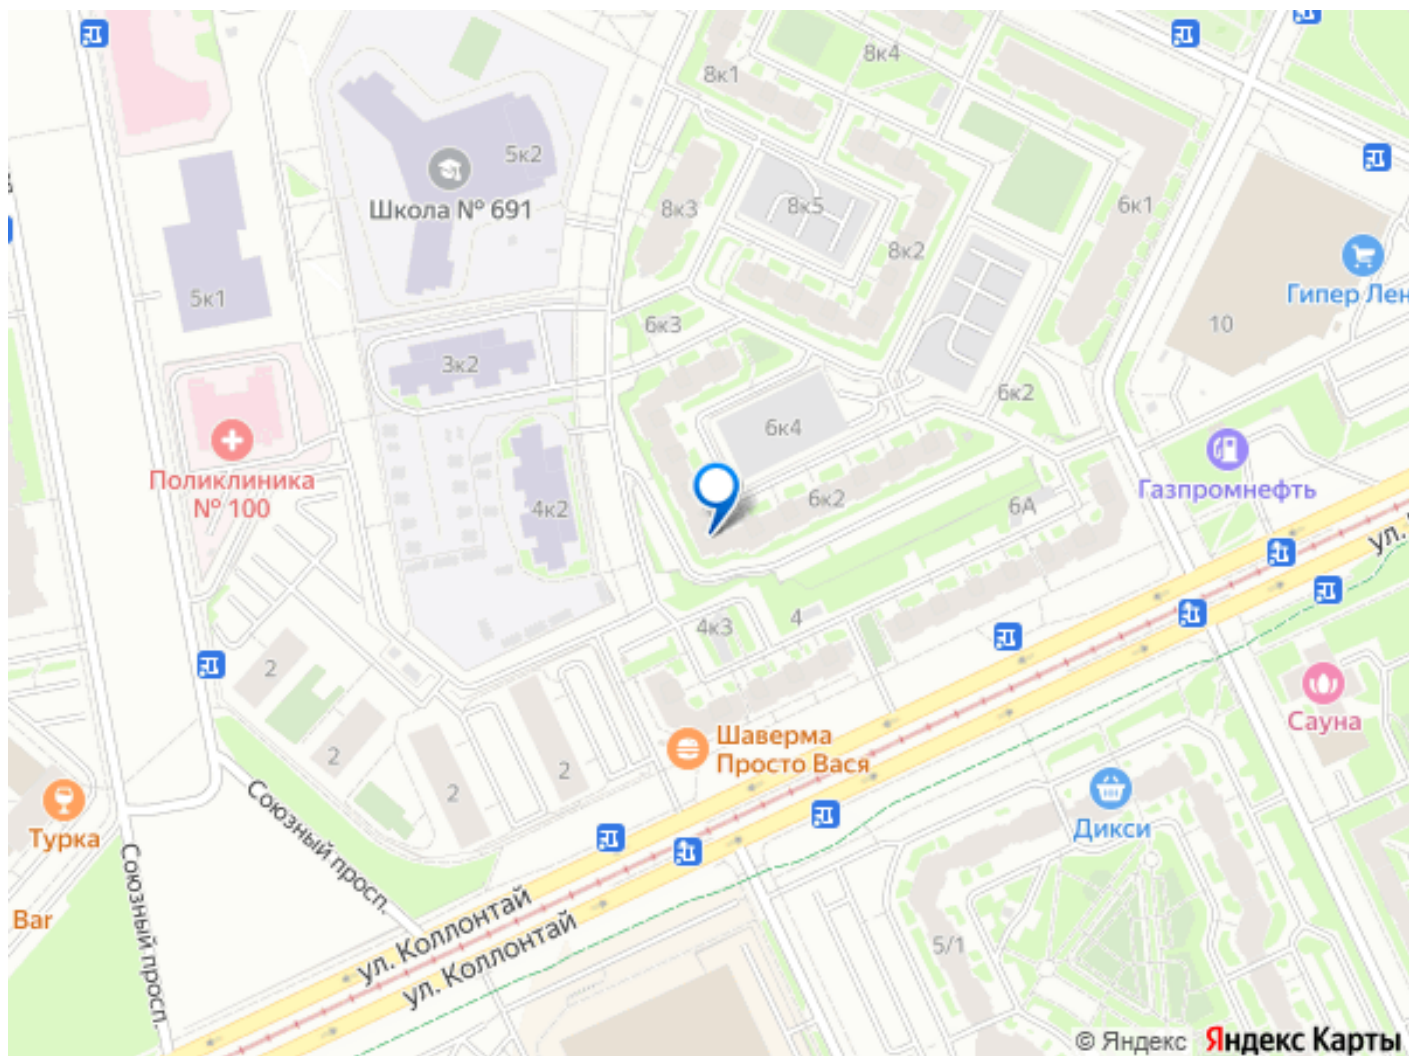 8к1
8к4
5к2
Школа № 691
8к3
8к5
6к1
8к2
5к1
Гипер Лен
6к3
10
3к2
6к2
6к4
Поликлиника
№ 100
Газпромнефть
4к2
6к2
6А
ул.
4к3
4
2
Сауна
Шаверма
Просто Вася
2
2
2
Союзный просп.
Турка
Дикси
Союзный просп.
Bar
ул. Коллонтай
ул. Коллонтай
5/1
© Яндекс Яндекс Карты